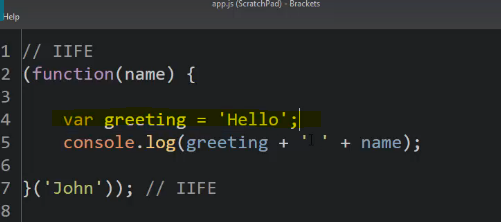 app.js (ScratchPad) - Brackets
Help
1 // IIFE
2 (function(name) {
3
4 var greeting = 'Hello';
5 console.log(greeting + ' ' + name);
6
7 }('John')); // IIFE
8